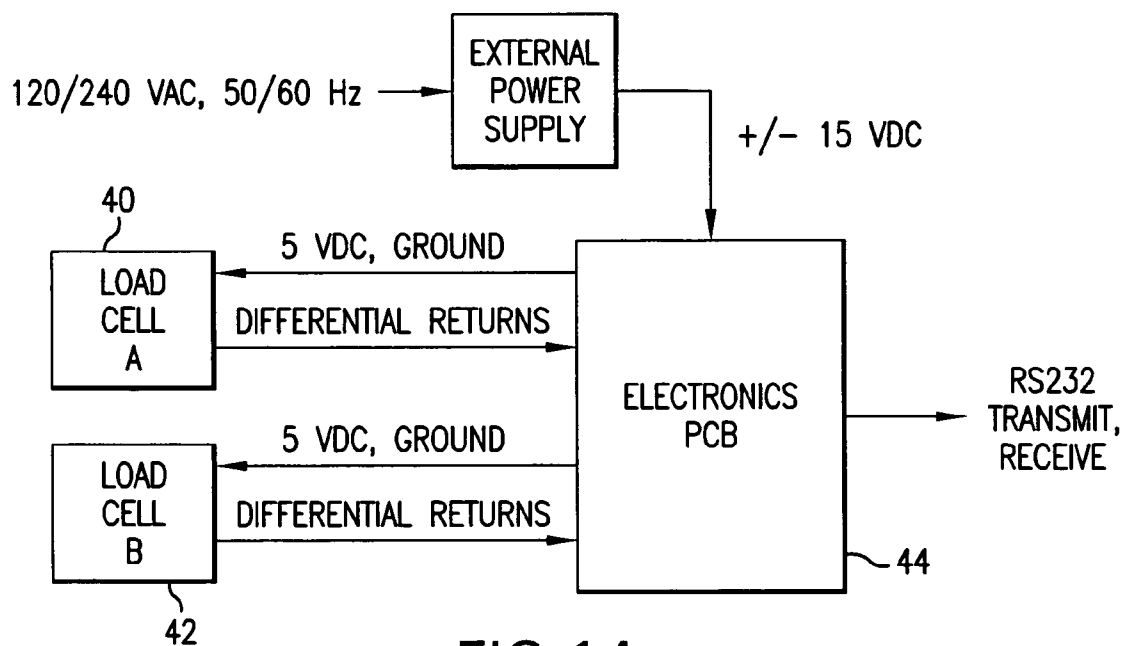 EXTERNAL
POWER
SUPPLY
120/240 VAC, 50/60 Hz
+/- 15 VDC
40
LOAD
CELL
A
5 VDC, GROUND
DIFFERENTIAL RETURNS
ELECTRONICS
PCB
RS232
TRANSMIT,
RECEIVE
LOAD
CELL
B
5 VDC, GROUND
DIFFERENTIAL RETURNS
44
42